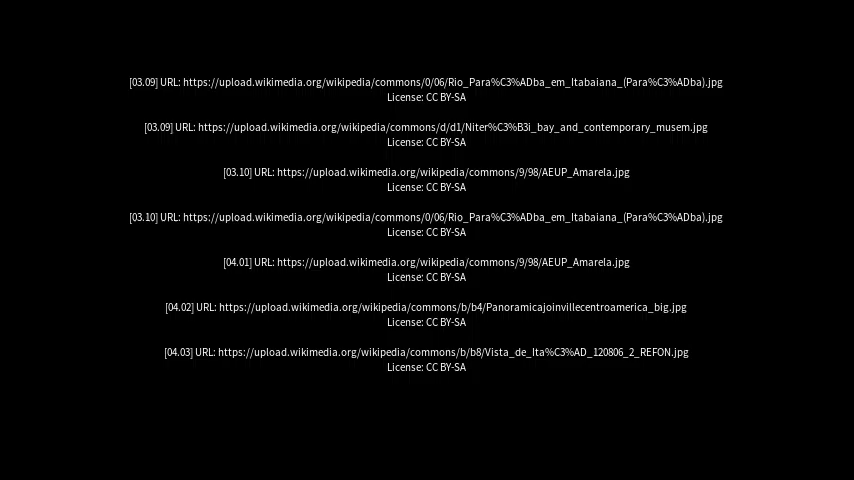 [03.09] URL: https://upload.wikimedia.org/wikipedia/commons/0/06/Rio_Para%C3%ADba_em_Itabaiana_(Para%C3%ADba).jpg
License: CC BY-SA
[03.09] URL: https://upload.wikimedia.org/wikipedia/commons/d/d1/Niter%C3%B3i_bay_and_contemporary_musem.jpg
License: CC BY-SA
[03.10] URL: https://upload.wikimedia.org/wikipedia/commons/9/98/AEUP_Amarela.jpg
License: CC BY-SA
[03.10] URL: https://upload.wikimedia.org/wikipedia/commons/0/06/Rio_Para%C3%ADba_em_Itabaiana_(Para%C3%ADba).jpg
License: CC BY-SA
[04.01] URL: https://upload.wikimedia.org/wikipedia/commons/9/98/AEUP_Amarela.jpg
License: CC BY-SA
[04.02] URL: https://upload.wikimedia.org/wikipedia/commons/b/b4/Panoramicajoinvillecentroamerica_big.jpg
License: CC BY-SA
[04.03] URL: https://upload.wikimedia.org/wikipedia/commons/b/b8/Vista_de_Ita%C3%AD_120806_2_REFON.jpg
License: CC BY-SA